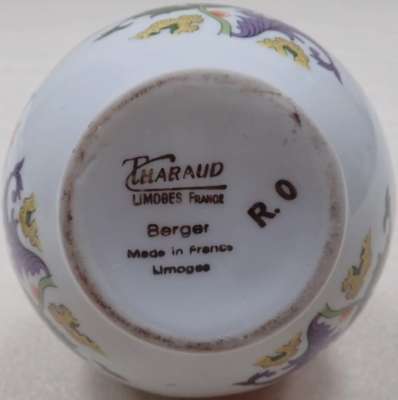 THARAUD
LIMOGES FRANCE
R. O
Berger
Made in France
Limoges